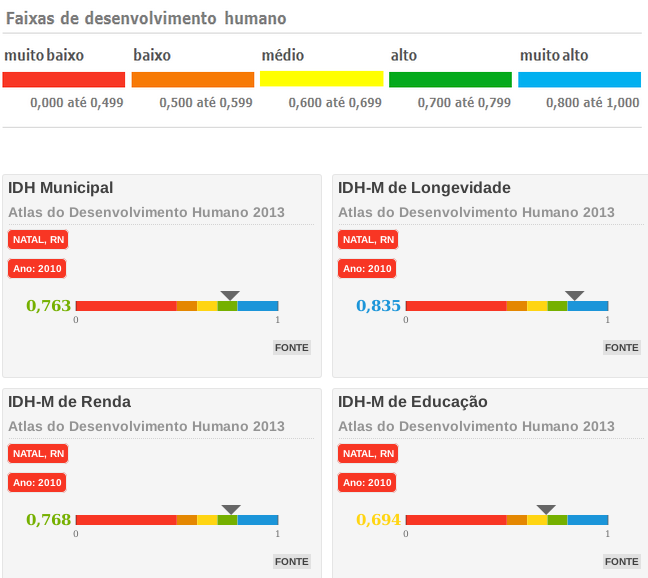 Faixas de desenvolvimento humano
muito baixo baixo médio alto muito alto
0,000 até 0,499 0,500 até 0,599 0,600 até 0,699 0,700 até 0,799 0,800 até 1,000
IDH Municipal
Atlas do Desenvolvimento Humano 2013
NATAL, RN
Ano: 2010
0,763
0 1
FONTE
IDH-M de Longevidade
Atlas do Desenvolvimento Humano 2013
NATAL, RN
Ano: 2010
0,835
0 1
FONTE
IDH-M de Renda
Atlas do Desenvolvimento Humano 2013
NATAL, RN
Ano: 2010
0,768
0 1
FONTE
IDH-M de Educação
Atlas do Desenvolvimento Humano 2013
NATAL, RN
Ano: 2010
0,694
0 1
FONTE